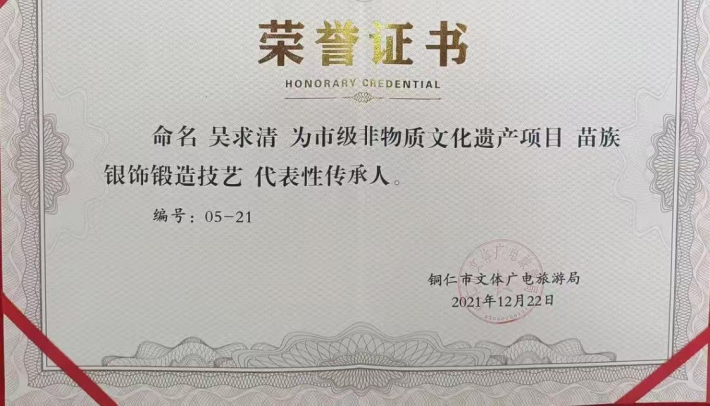 荣誉证书
HONORARY CREDENTIAL
命名 吴求清 为市级非物质文化遗产项目 苗族
银饰锻造技艺 代表性传承人。
编号：05-21
铜仁市文体广电旅游局
2021年12月22日